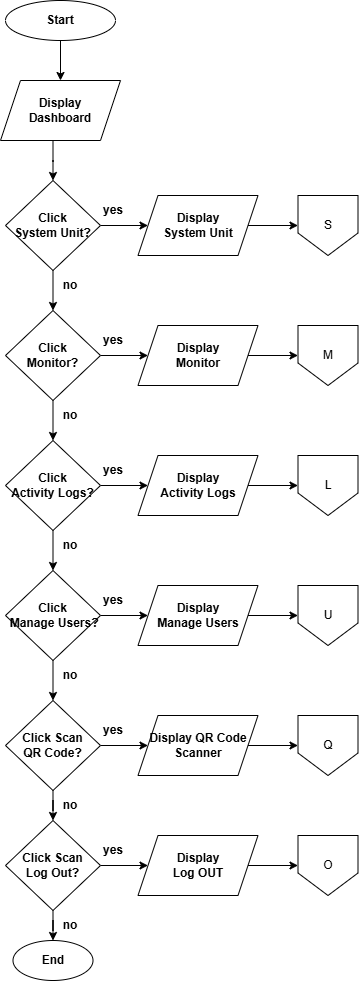 Start
Display
Dashboard
Click
System Unit?
yes
Display
System Unit
S
no
Click
Monitor?
yes
Display
Monitor
M
no
Click
Activity Logs?
yes
Display
Activity Logs
L
no
Click
Manage Users?
yes
Display
Manage Users
U
no
Click Scan
QR Code?
yes
Display QR Code
Scanner
Q
no
Click Scan
Log Out?
yes
Display
Log OUT
O
no
End